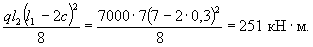 ql₂(l₁ − 2c)²/8 = 7000·7(7 − 2·0,3)²/8 = 251 кН · м.